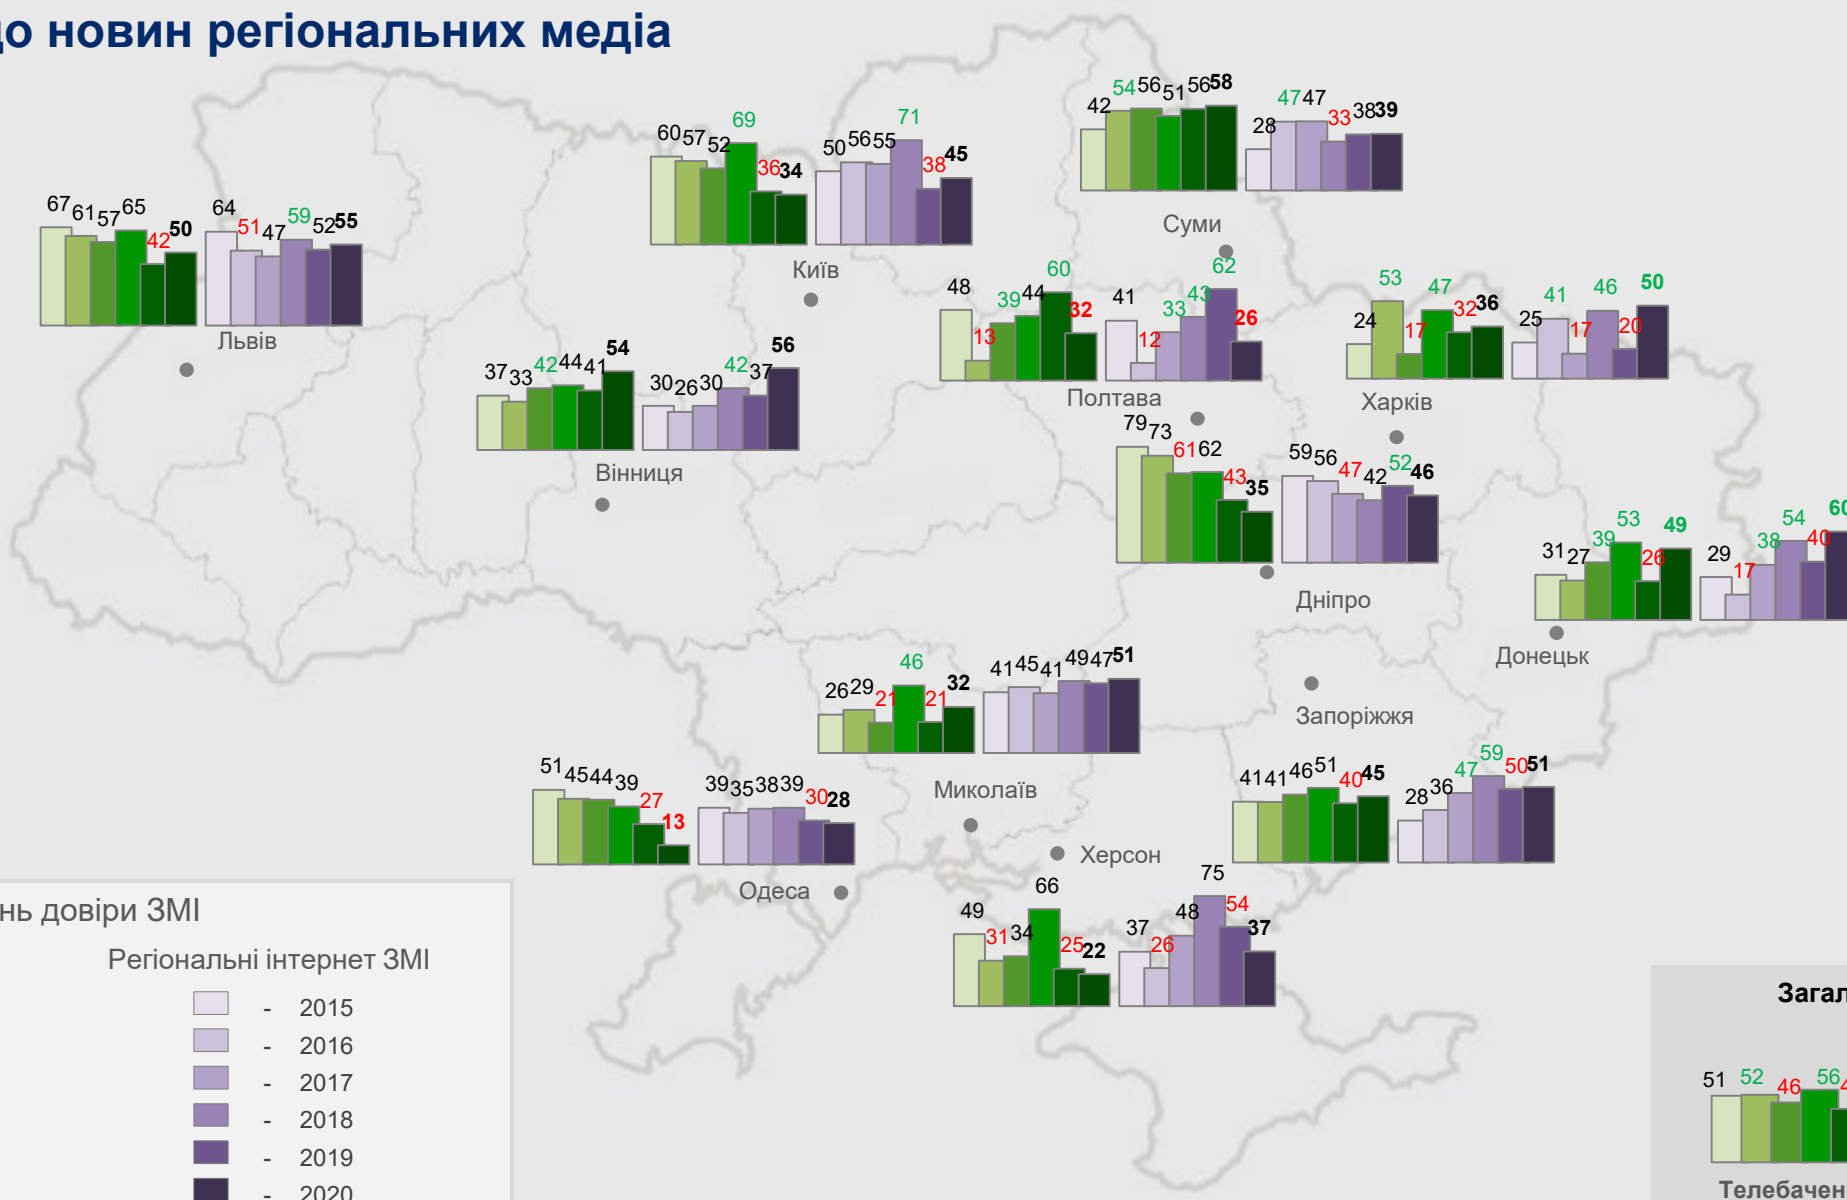 до новин регіональних медіа
42 54 56 51 56 58
28 47 47 33 38 39
Суми
60 57 52 69 36 34
50 56 55 71 38 45
Київ
67 61 57 65 42 50
64 51 47 59 52 55
Львів
48 13 39 44 60 32
41 12 33 43 62 26
Полтава
24 53 17 47 32 36
25 41 17 46 20 50
Харків
37 33 42 44 41 54
30 26 30 42 37 56
Вінниця
79 73 61 62 43 35
59 56 47 42 52 46
Дніпро
31 27 39 53 26 49
29 17 38 54 40 60
Донецьк
26 29 21 46 21 32
41 45 41 49 47 51
Миколаїв
Запоріжжя
41 41 46 51 40 45
28 36 47 59 50 51
51 45 44 39 27 13
39 35 38 39 30 28
Одеса
Херсон
49 31 34 66 25 22
37 26 48 75 54 37
нь довіри ЗМІ
Регіональні інтернет ЗМІ
- 2015
- 2016
- 2017
- 2018
- 2019
- 2020
Загал
51 52 46 56 4
Телебачен